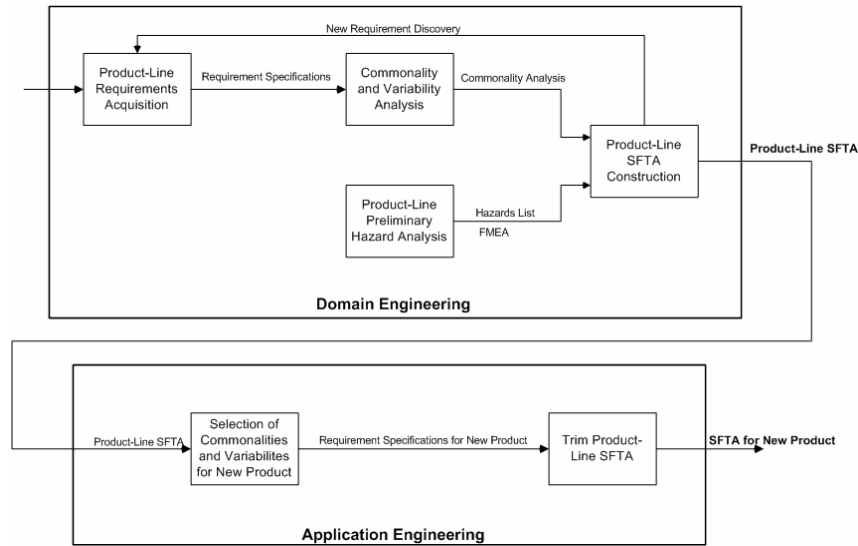 New Requirement Discovery
Product-Line
Requirements
Acquisition
Requirement Specifications
Commonality
and Variability
Analysis
Commonality Analysis
Product-Line
SFTA
Construction
Product-Line SFTA
Product-Line
Preliminary
Hazard Analysis
Hazards List
FMEA
Domain Engineering
Product-Line SFTA
Selection of
Commonalities
and Variabilites
for New Product
Requirement Specifications for New Product
Trim Product-
Line SFTA
SFTA for New Product
Application Engineering